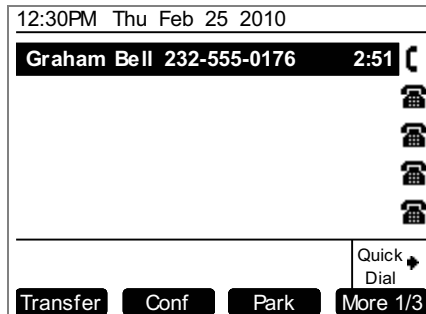 12:30PM Thu Feb 25 2010
Graham Bell 232-555-0176 2:51
Quick
Dial
Transfer Conf Park More 1/3